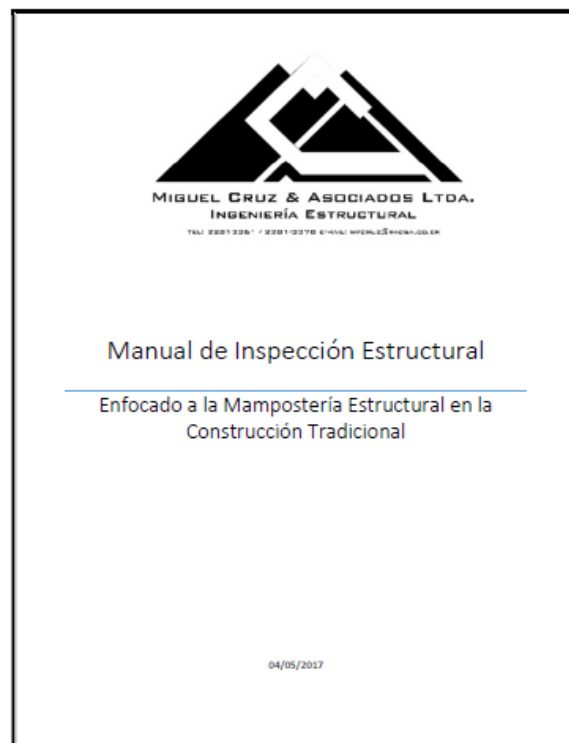 MIGUEL CRUZ & ASOCIADOS LTDA.
INGENIERÍA ESTRUCTURAL
Manual de Inspección Estructural
Enfocado a la Mampostería Estructural en la
Construcción Tradicional
04/05/2017